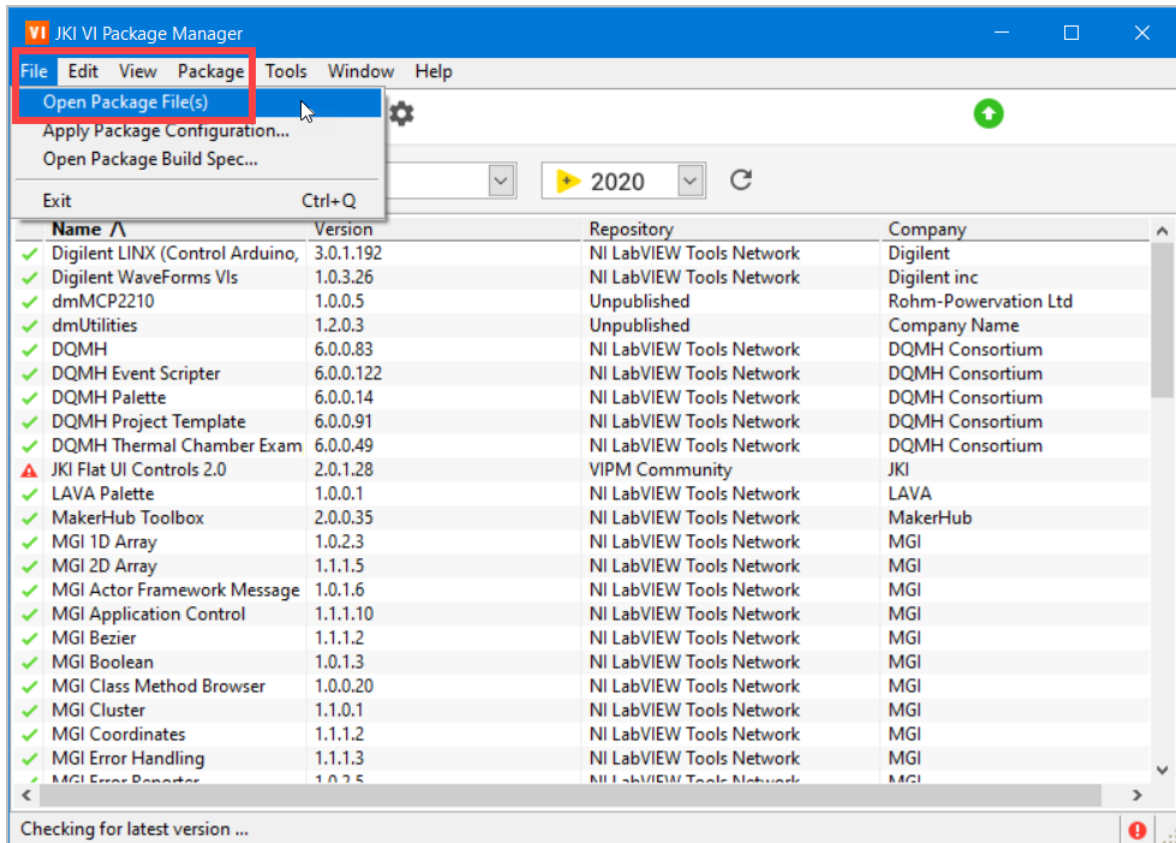 VI JKI VI Package Manager
File Edit View Package Tools Window Help
Open Package File(s)
Apply Package Configuration...
Open Package Build Spec...
Exit Ctrl+Q
2020
Name Version Repository Company
Digilent LINX (Control Arduino, 3.0.1.192 NI LabVIEW Tools Network Digilent
Digilent WaveForms VIs 1.0.3.26 NI LabVIEW Tools Network Digilent inc
dmMCP2210 1.0.0.5 Unpublished Rohm-Powervation Ltd
dmUtilities 1.2.0.3 Unpublished Company Name
DQMH 6.0.0.83 NI LabVIEW Tools Network DQMH Consortium
DQMH Event Scripter 6.0.0.122 NI LabVIEW Tools Network DQMH Consortium
DQMH Palette 6.0.0.14 NI LabVIEW Tools Network DQMH Consortium
DQMH Project Template 6.0.0.91 NI LabVIEW Tools Network DQMH Consortium
DQMH Thermal Chamber Exam 6.0.0.49 NI LabVIEW Tools Network DQMH Consortium
JKI Flat UI Controls 2.0 2.0.1.28 VIPM Community JKI
LAVA Palette 1.0.0.1 NI LabVIEW Tools Network LAVA
MakerHub Toolbox 2.0.0.35 NI LabVIEW Tools Network MakerHub
MGI 1D Array 1.0.2.3 NI LabVIEW Tools Network MGI
MGI 2D Array 1.1.1.5 NI LabVIEW Tools Network MGI
MGI Actor Framework Message 1.0.1.6 NI LabVIEW Tools Network MGI
MGI Application Control 1.1.1.10 NI LabVIEW Tools Network MGI
MGI Bezier 1.1.1.2 NI LabVIEW Tools Network MGI
MGI Boolean 1.0.1.3 NI LabVIEW Tools Network MGI
MGI Class Method Browser 1.0.0.20 NI LabVIEW Tools Network MGI
MGI Cluster 1.1.0.1 NI LabVIEW Tools Network MGI
MGI Coordinates 1.1.1.2 NI LabVIEW Tools Network MGI
MGI Error Handling 1.1.1.3 NI LabVIEW Tools Network MGI
MGI Error Reporter 1.0.2.5 NI LabVIEW Tools Network MGI
Checking for latest version ...